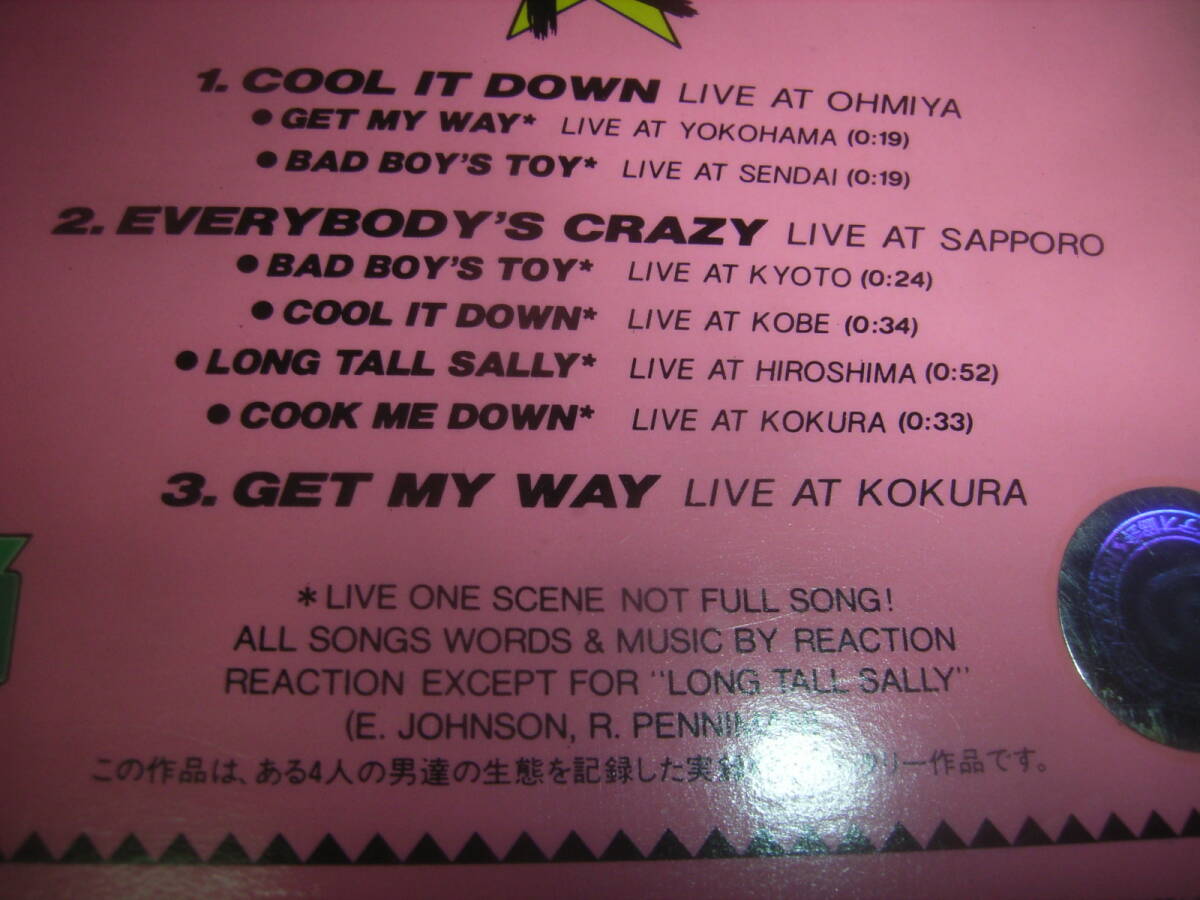 1. COOL IT DOWN LIVE AT OHMIYA
● GET MY WAY* LIVE AT YOKOHAMA (0:19)
● BAD BOY'S TOY* LIVE AT SENDAI (0:19)
2. EVERYBODY'S CRAZY LIVE AT SAPPORO
● BAD BOY'S TOY* LIVE AT KYOTO (0:24)
● COOL IT DOWN* LIVE AT KOBE (0:34)
● LONG TALL SALLY* LIVE AT HIROSHIMA (0:52)
● COOK ME DOWN* LIVE AT KOKURA (0:33)
3. GET MY WAY LIVE AT KOKURA
* LIVE ONE SCENE NOT FULL SONG!
ALL SONGS WORDS & MUSIC BY REACTION
REACTION EXCEPT FOR "LONG TALL SALLY"
(E. JOHNSON, R.
この作品は、ある4人の男達の生態を記録した実 リー作品です。